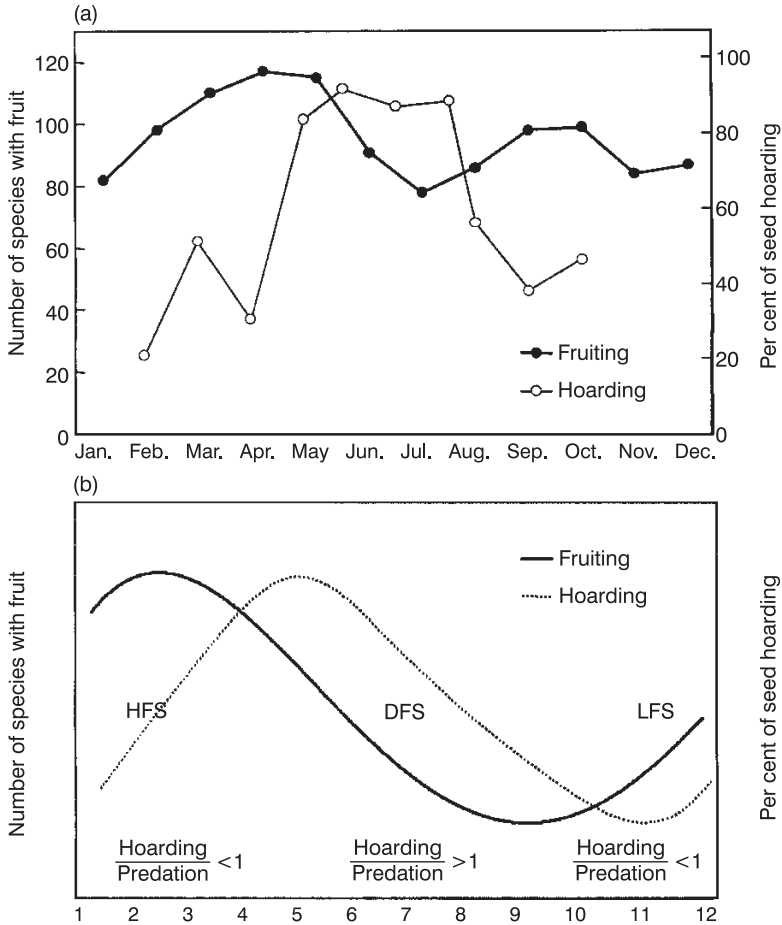 (a)
Number of species with fruit
120
100
80
60
40
20
0
100
80
60
40
20
0
Per cent of seed hoarding
Fruiting
Hoarding
Jan. Feb. Mar. Apr. May Jun. Jul. Aug. Sep. Oct. Nov. Dec.
(b)
Number of species with fruit
Per cent of seed hoarding
Fruiting
Hoarding
HFS DFS LFS
Hoarding Hoarding Hoarding
<1 >1 <1
Predation Predation Predation
1 2 3 4 5 6 7 8 9 10 11 12